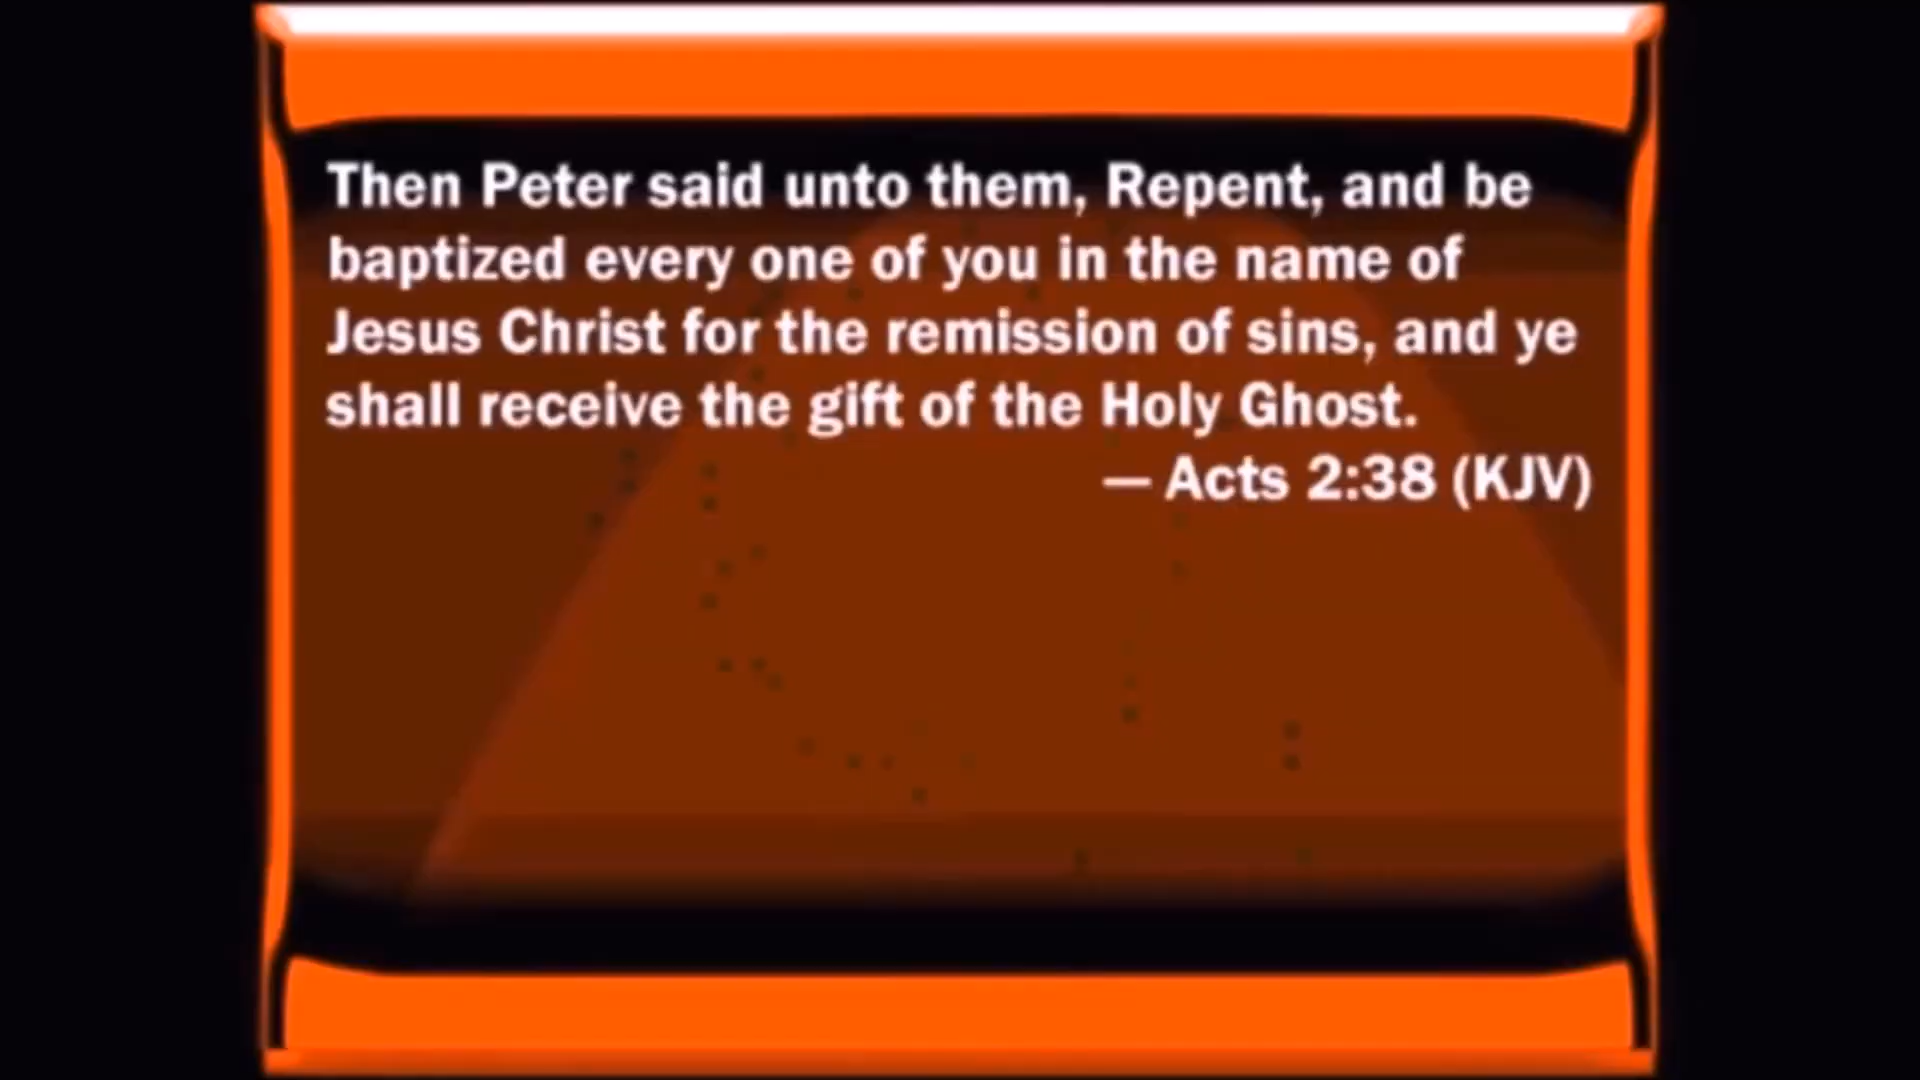 Then Peter said unto them, Repent, and be
baptized every one of you in the name of
Jesus Christ for the remission of sins, and ye
shall receive the gift of the Holy Ghost.
— Acts 2:38 (KJV)